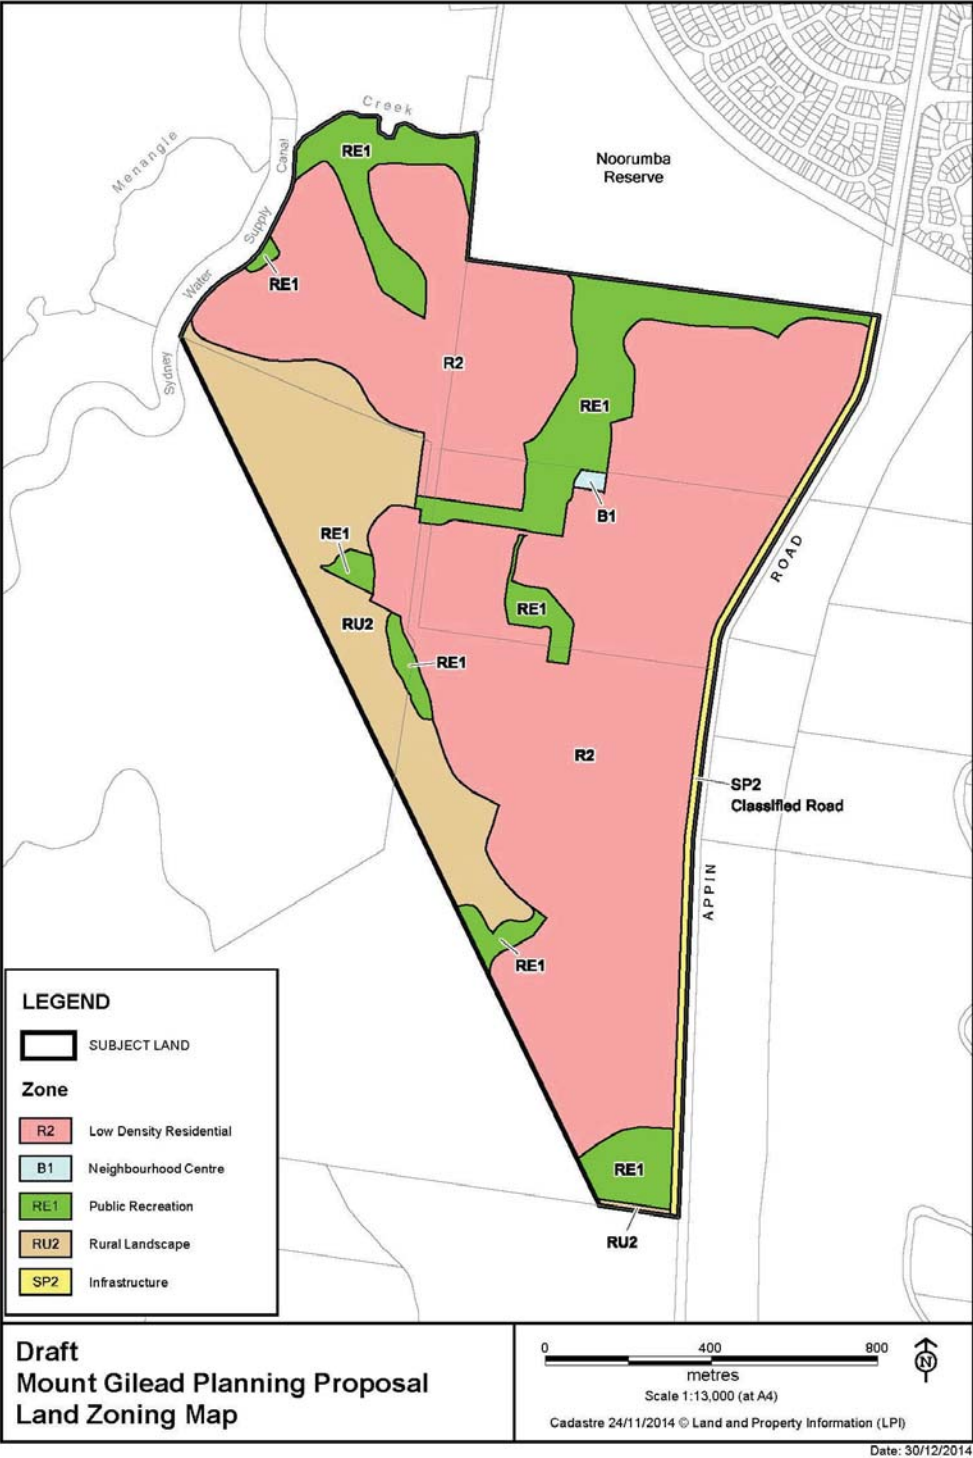 Creek
Menangle
Canal
Supply
Water
Sydney
RE1
Noorumba
Reserve
RE1
R2
RE1
B1
RE1
ROAD
RE1
RU2
RE1
R2
SP2
Classified Road
APPIN
RE1
RE1
RU2
LEGEND
SUBJECT LAND
Zone
R2 Low Density Residential
B1 Neighbourhood Centre
RE1 Public Recreation
RU2 Rural Landscape
SP2 Infrastructure
Draft
Mount Gilead Planning Proposal
Land Zoning Map
0 400 800
metres
Scale 1:13,000 (at A4)
N
Cadastre 24/11/2014 © Land and Property Information (LPI)
Date: 30/12/2014